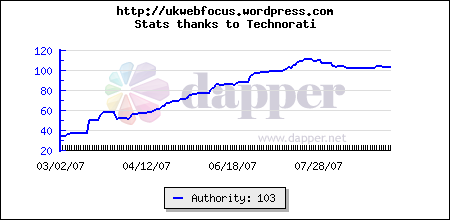 http://ukwebfocus.wordpress.com
Stats thanks to Technorati
120
100
80
60
40
20
dapper
www.dapper.net
03/02/07 04/12/07 06/18/07 07/28/07
Authority: 103